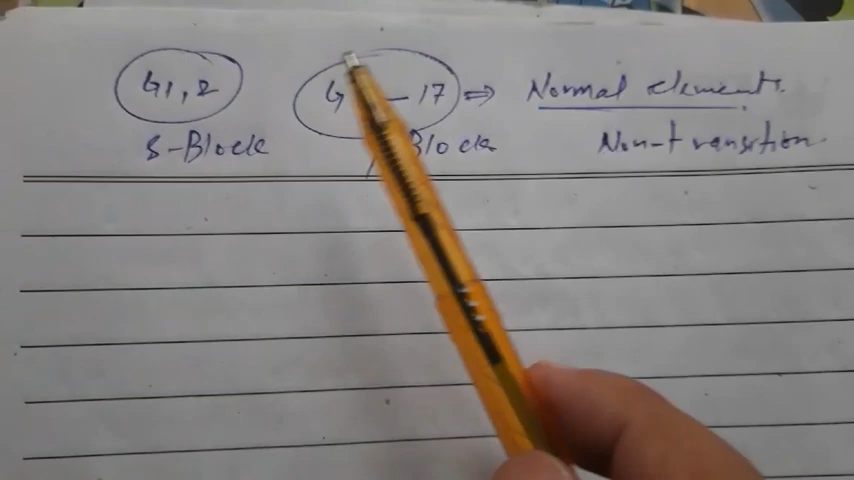 G1, 2 G — 17 ⇒ Normal elements.
S-Block Block Non-transition